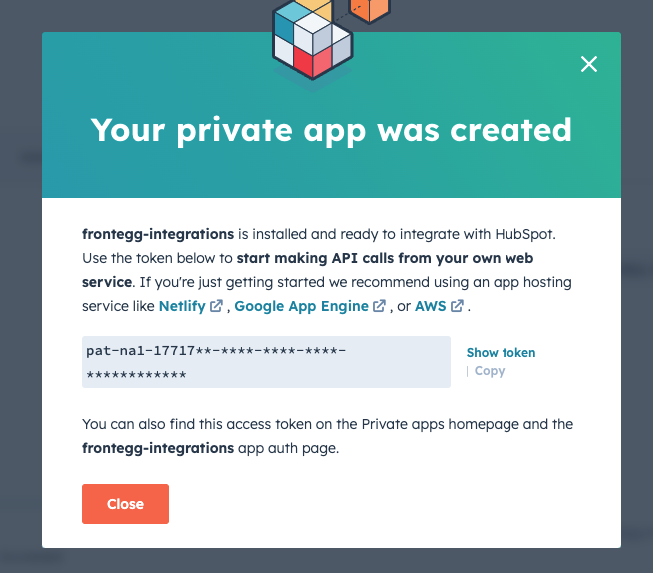 Your private app was created
frontegg-integrations is installed and ready to integrate with HubSpot.
Use the token below to start making API calls from your own web
service. If you're just getting started we recommend using an app hosting
service like Netlify , Google App Engine , or AWS .
pat-na1-17717**-****-****-****-
************
Show token
| Copy
You can also find this access token on the Private apps homepage and the
frontegg-integrations app auth page.
Close